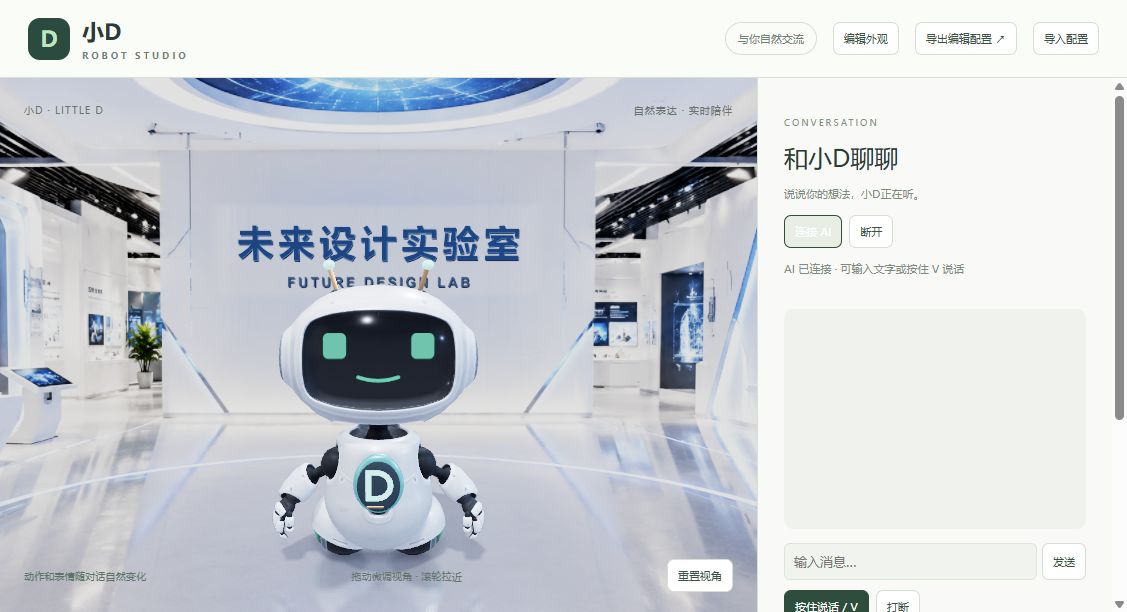 D
小D
ROBOT STUDIO
与你自然交流
编辑外观
导出编辑配置 ↗
导入配置
小D · LITTLE D
自然表达 · 实时陪伴
未来设计实验室
FUTURE DESIGN LAB
D
动作和表情随对话自然变化
拖动微调视角 · 滚轮拉近
重置视角
CONVERSATION
和小D聊聊
说说你的想法，小D正在听。
连接 AI
断开
AI 已连接 · 可输入文字或按住 V 说话
输入消息...
发送
按住说话 / V
打断